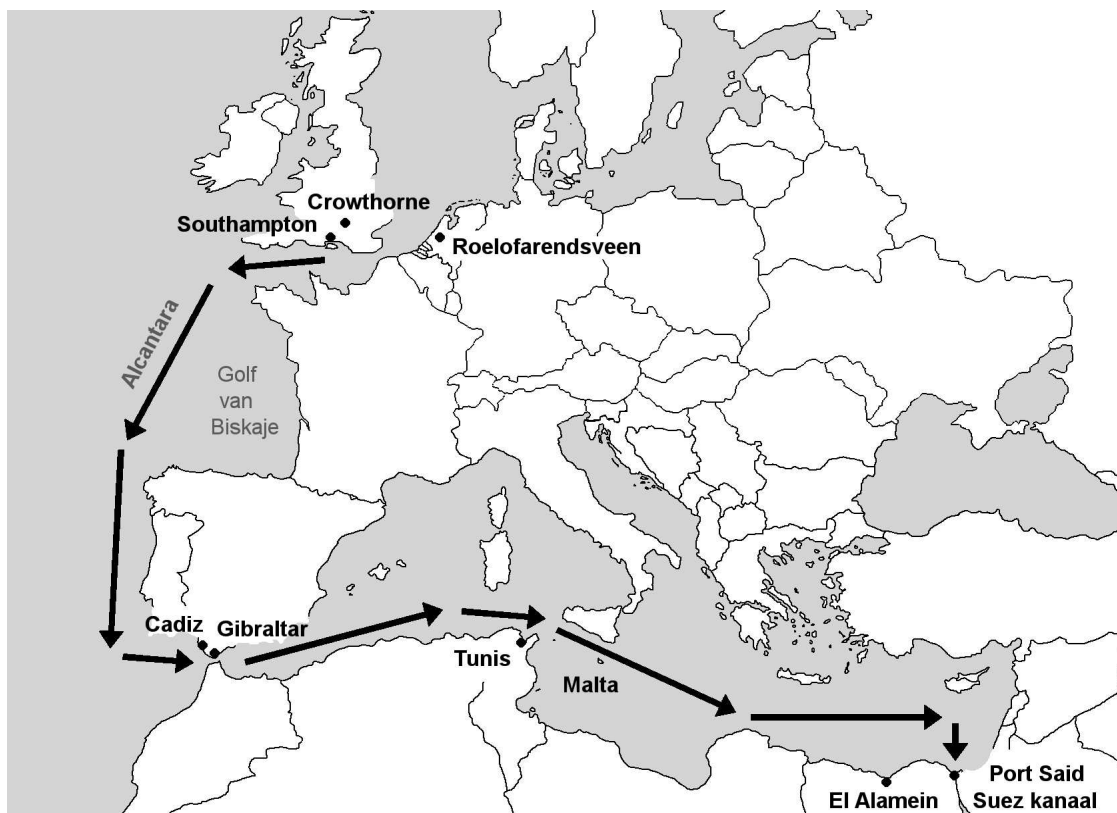 Crowthorne
Southampton
Roelofarendsveen
Alcantara
Golf
van
Biskaje
Cadiz
Gibraltar
Tunis
Malta
Port Said
El Alamein
Suez kanaal